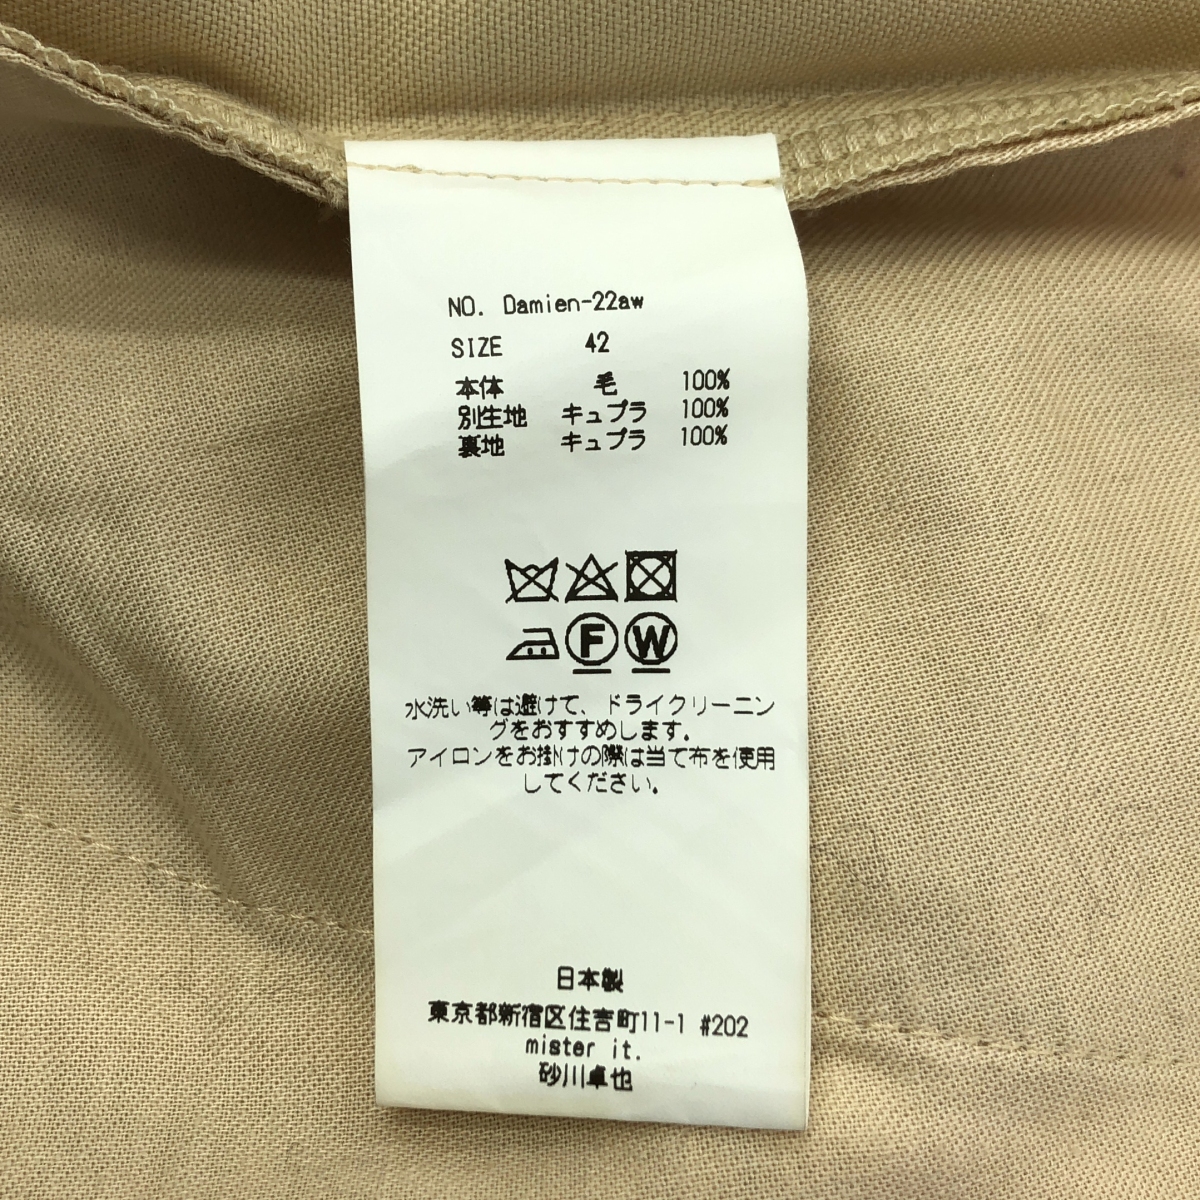 NO. Damien-22aw
SIZE 42
本体 毛 100%
別生地 キュプラ 100%
裏地 キュプラ 100%
F W
水洗い等は避けて、ドライクリーニン
グをおすすめします。
アイロンをお掛けの際は当て布を使用
してください。
日本製
東京都新宿区住吉町11-1 #202
mister it.
砂川卓也